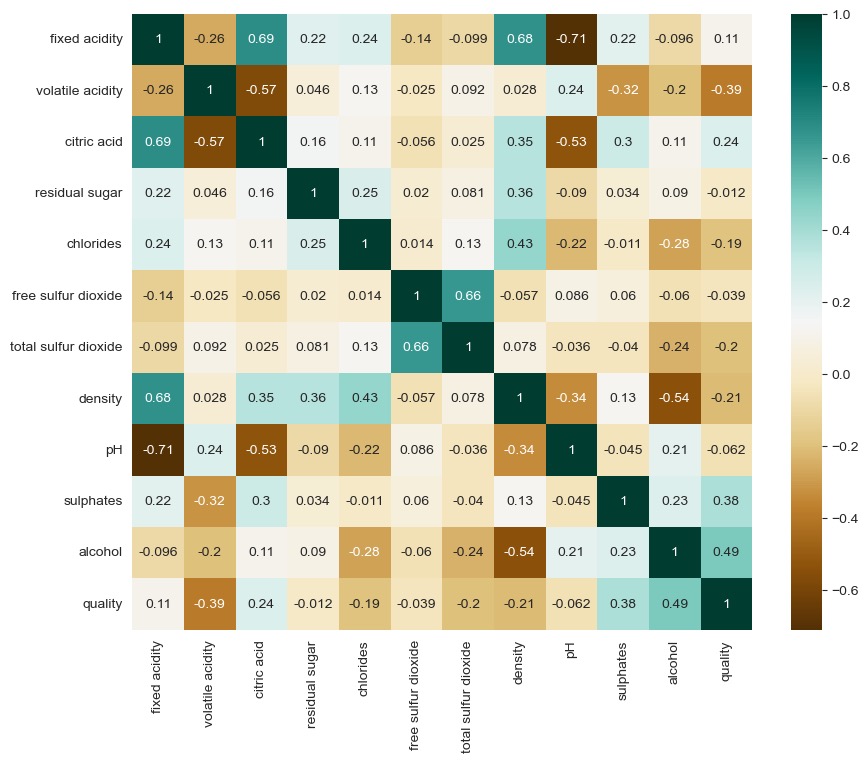 fixed acidity 1 -0.26 0.69 0.22 0.24 -0.14 -0.099 0.68 -0.71 0.22 -0.096 0.11
volatile acidity -0.26 1 -0.57 0.046 0.13 -0.025 0.092 0.028 0.24 -0.32 -0.2 -0.39
citric acid 0.69 -0.57 1 0.16 0.11 -0.056 0.025 0.35 -0.53 0.3 0.11 0.24
residual sugar 0.22 0.046 0.16 1 0.25 0.02 0.081 0.36 -0.09 0.034 0.09 -0.012
chlorides 0.24 0.13 0.11 0.25 1 0.014 0.13 0.43 -0.22 -0.011 -0.28 -0.19
free sulfur dioxide -0.14 -0.025 -0.056 0.02 0.014 1 0.66 -0.057 0.086 0.06 -0.06 -0.039
total sulfur dioxide -0.099 0.092 0.025 0.081 0.13 0.66 1 0.078 -0.036 -0.04 -0.24 -0.2
density 0.68 0.028 0.35 0.36 0.43 -0.057 0.078 1 -0.34 0.13 -0.54 -0.21
pH -0.71 0.24 -0.53 -0.09 -0.22 0.086 -0.036 -0.34 1 -0.045 0.21 -0.062
sulphates 0.22 -0.32 0.3 0.034 -0.011 0.06 -0.04 0.13 -0.045 1 0.23 0.38
alcohol -0.096 -0.2 0.11 0.09 -0.28 -0.06 -0.24 -0.54 0.21 0.23 1 0.49
quality 0.11 -0.39 0.24 -0.012 -0.19 -0.039 -0.2 -0.21 -0.062 0.38 0.49 1
fixed acidity
volatile acidity
citric acid
residual sugar
chlorides
free sulfur dioxide
total sulfur dioxide
density
pH
sulphates
alcohol
quality
1.0
0.8
0.6
0.4
0.2
0.0
−0.2
−0.4
−0.6